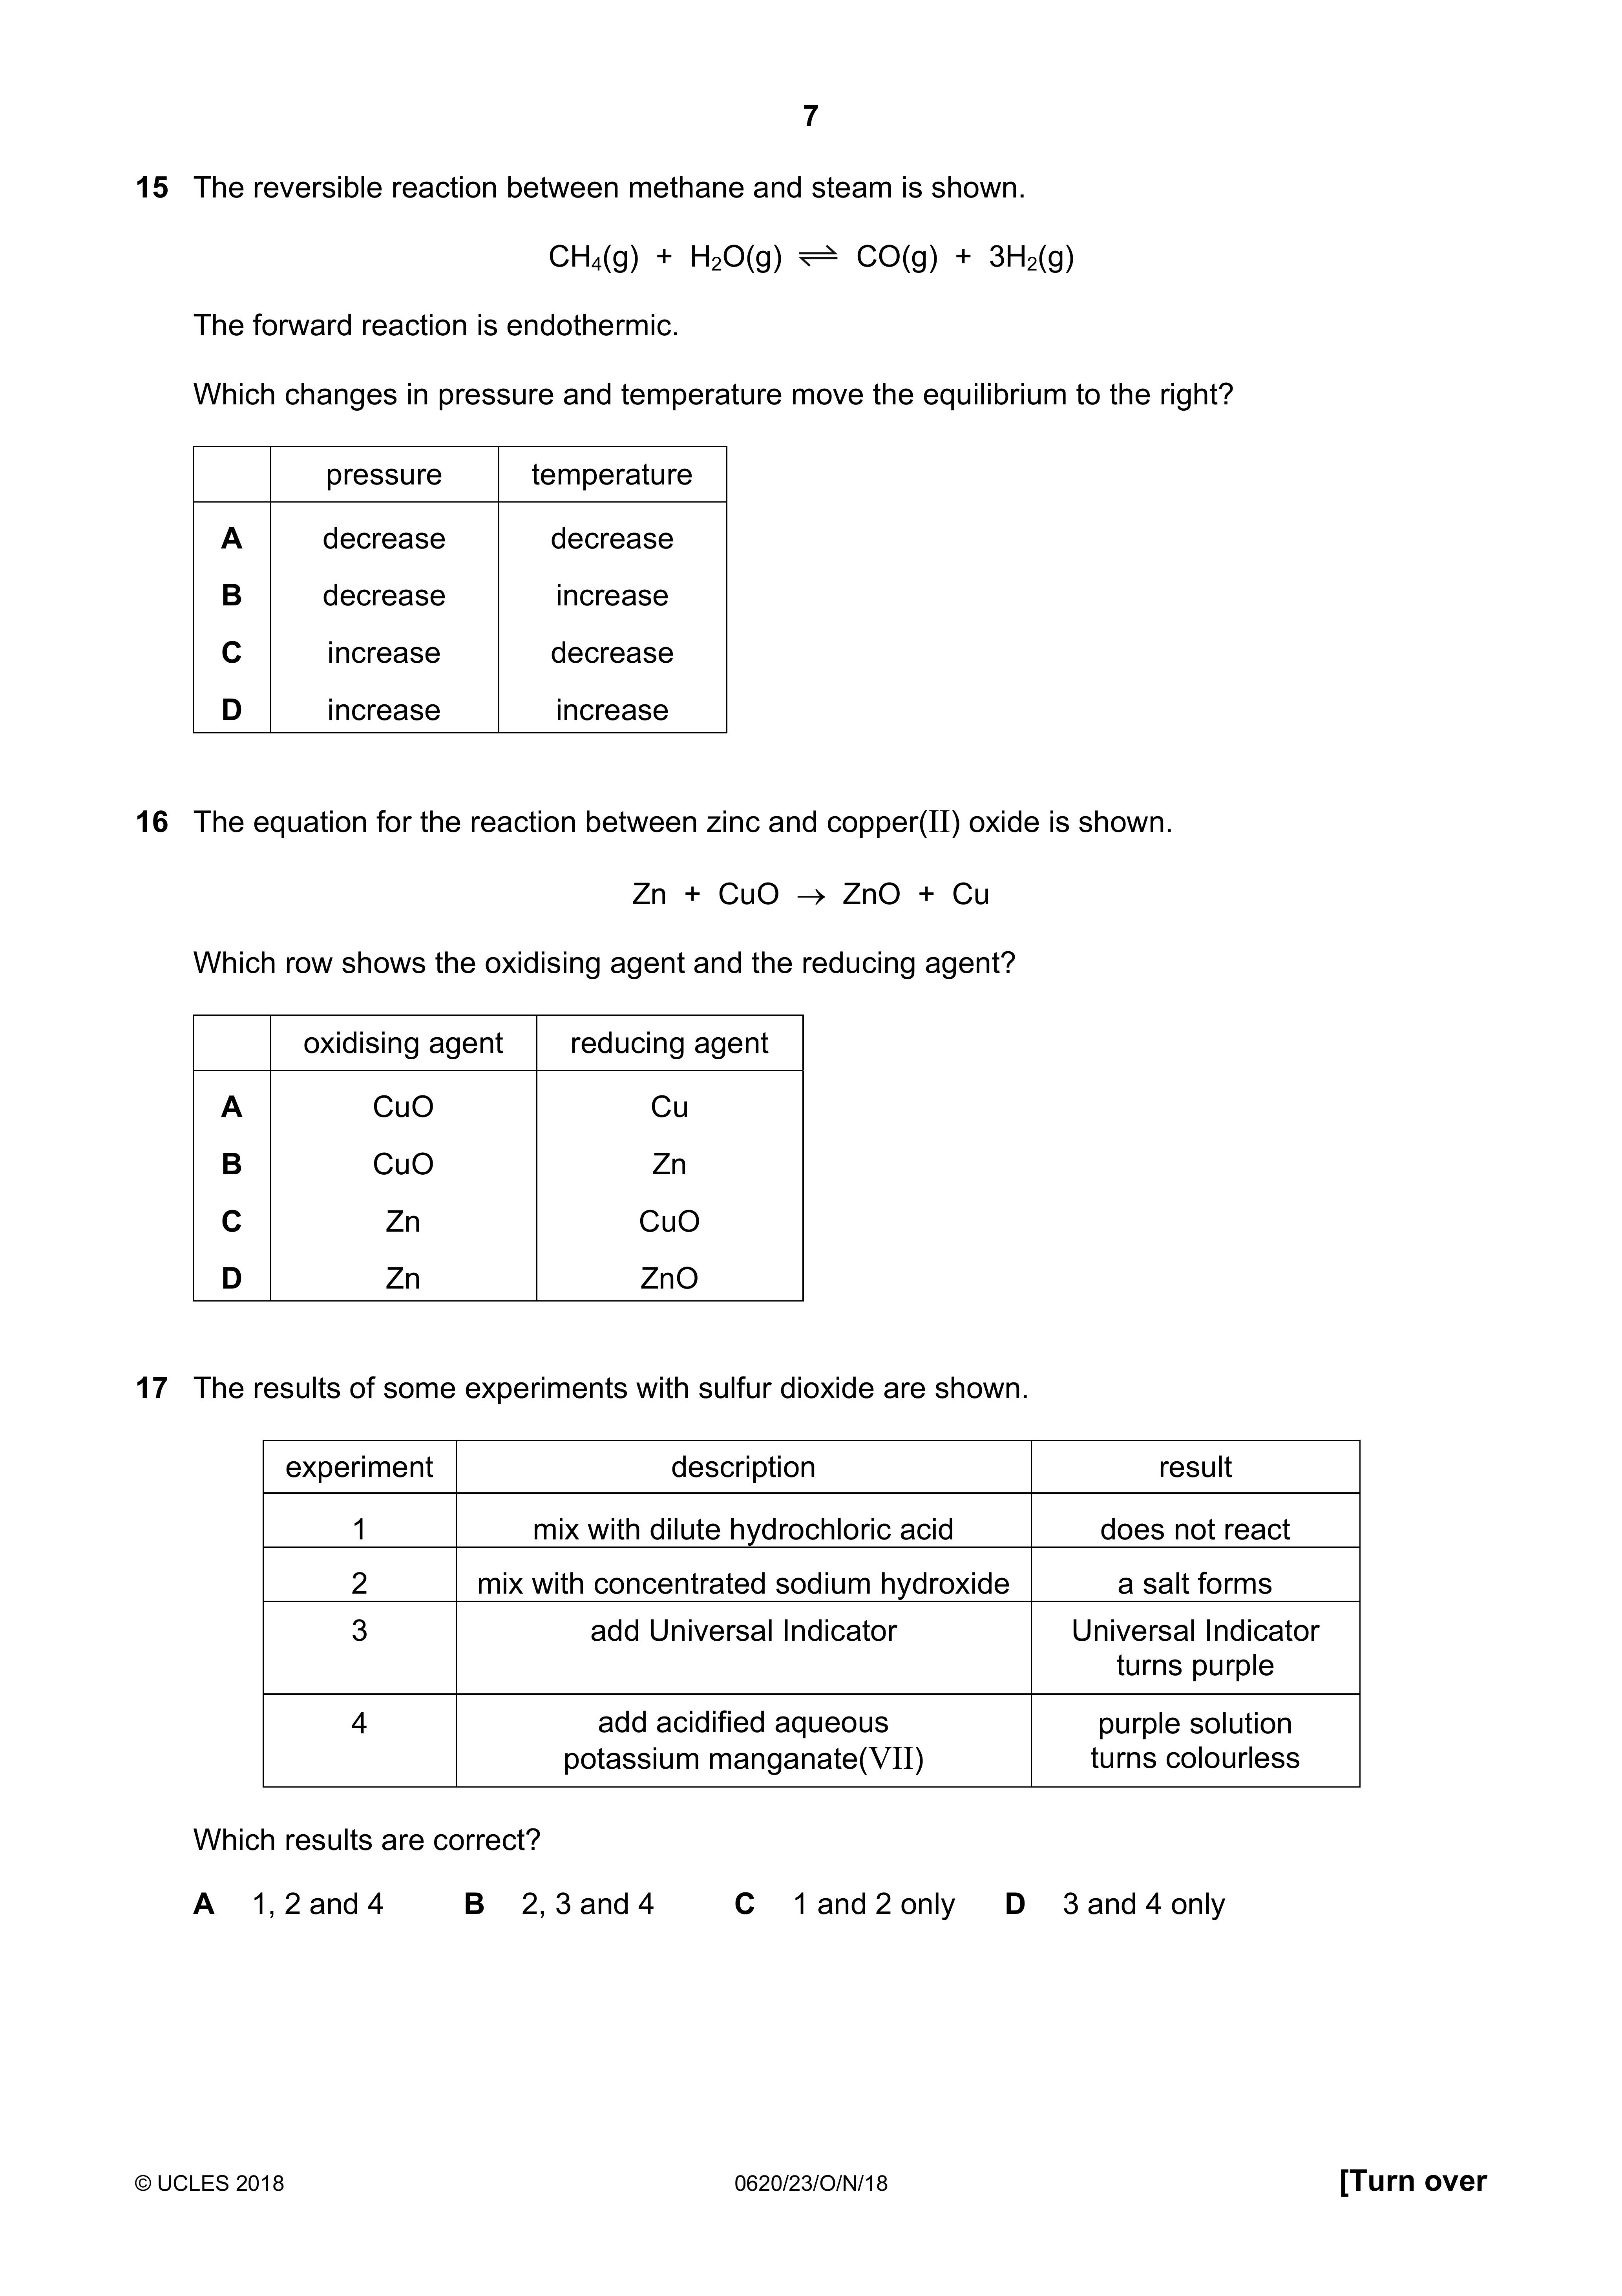 7
15 The reversible reaction between methane and steam is shown.
CH₄(g) + H₂O(g) ⇌ CO(g) + 3H₂(g)
The forward reaction is endothermic.
Which changes in pressure and temperature move the equilibrium to the right?
pressure temperature
A decrease decrease
B decrease increase
C increase decrease
D increase increase
16 The equation for the reaction between zinc and copper(II) oxide is shown.
Zn + CuO → ZnO + Cu
Which row shows the oxidising agent and the reducing agent?
oxidising agent reducing agent
A CuO Cu
B CuO Zn
C Zn CuO
D Zn ZnO
17 The results of some experiments with sulfur dioxide are shown.
experiment description result
1 mix with dilute hydrochloric acid does not react
2 mix with concentrated sodium hydroxide a salt forms
3 add Universal Indicator Universal Indicator
turns purple
4 add acidified aqueous purple solution
potassium manganate(VII) turns colourless
Which results are correct?
A 1, 2 and 4 B 2, 3 and 4 C 1 and 2 only D 3 and 4 only
© UCLES 2018 0620/23/O/N/18 [Turn over